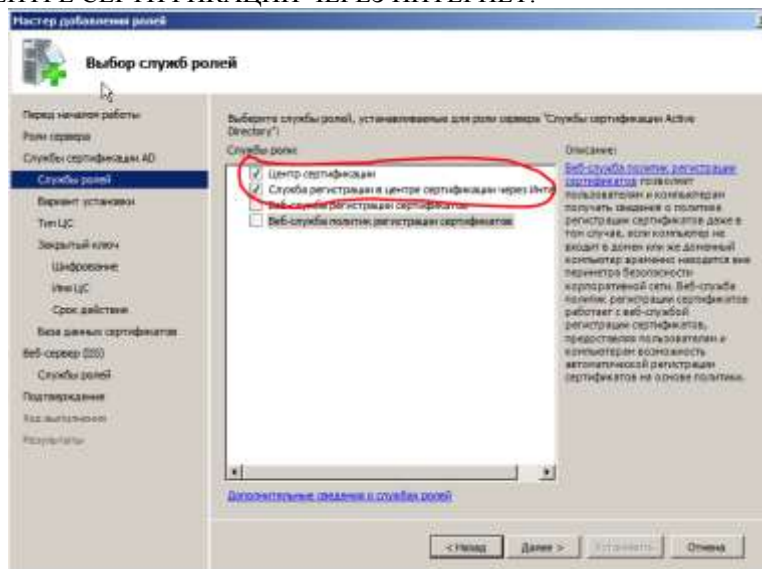 ЦЕНТРЕ СЕРТИФИКАЦИИ ЧЕРЕЗ ИНТЕРНЕТ.
Мастер добавления ролей
Выбор служб ролей
Перед началом работы
Роли сервера
Службы сертификации AD
Службы ролей
Вариант установки
Тип ЦС
Закрытый ключ
Шифрование
Имя ЦС
Срок действия
База данных сертификатов
Веб-сервер (IIS)
Службы ролей
Подтверждение
Ход выполнения
Результаты
Выберите службы ролей, устанавливаемые для роли сервера "Службы сертификации Active
Directory":
Службы роли:
Центр сертификации
Служба регистрации в центре сертификации через Инте
Веб-служба регистрации сертификатов
Веб-служба политик регистрации сертификатов
Дополнительные сведения о службах ролей
Описание:
Веб-служба политик регистрации
сертификатов позволяет
пользователям и компьютерам
получать сведения о политике
регистрации сертификатов даже в
том случае, если компьютер не
входит в домен или же доменный
компьютер временно находится вне
периметра безопасности
корпоративной сети. Веб-служба
политик регистрации сертификатов
работает с веб-службой
регистрации сертификатов,
предоставляя пользователям и
компьютерам возможность
автоматической регистрации
сертификатов на основе политики.
< Назад
Далее >
Установить
Отмена